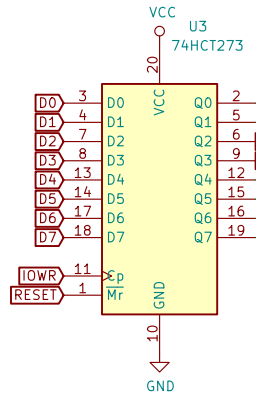 VCC
U3
74HCT273
20
VCC
D0 3 D0 Q0 2
D1 4 D1 Q1 5
D2 7 D2 Q2 6
D3 8 D3 Q3 9
D4 13 D4 Q4 12
D5 14 D5 Q5 15
D6 17 D6 Q6 16
D7 18 D7 Q7 19
IOWR 11 Cp
RESET 1 Mr
GND
10
GND